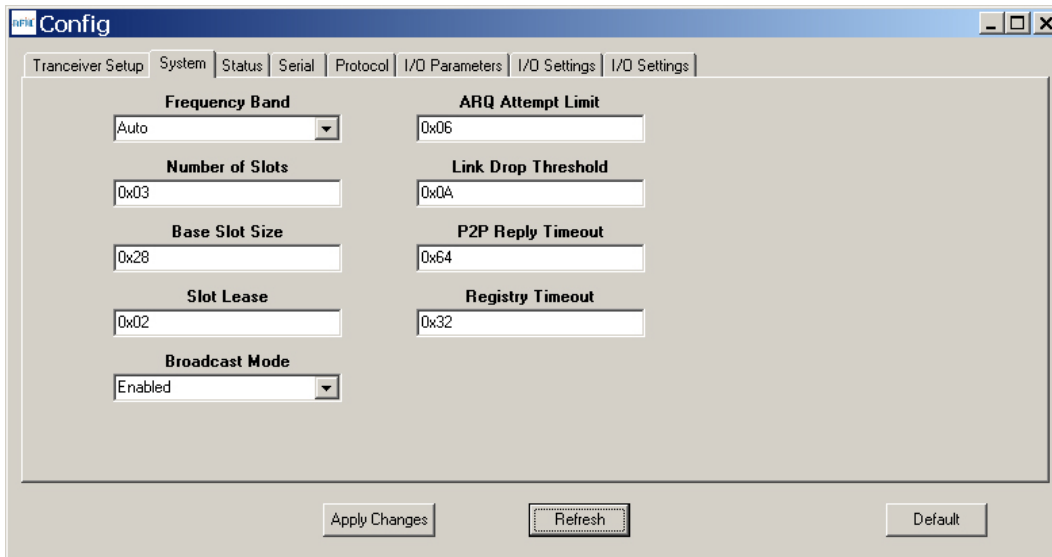 RFM Config
Tranceiver Setup System Status Serial Protocol I/O Parameters I/O Settings I/O Settings
Frequency Band
Auto
Number of Slots
0x03
Base Slot Size
0x28
Slot Lease
0x02
Broadcast Mode
Enabled
ARQ Attempt Limit
0x06
Link Drop Threshold
0x0A
P2P Reply Timeout
0x64
Registry Timeout
0x32
Apply Changes Refresh Default